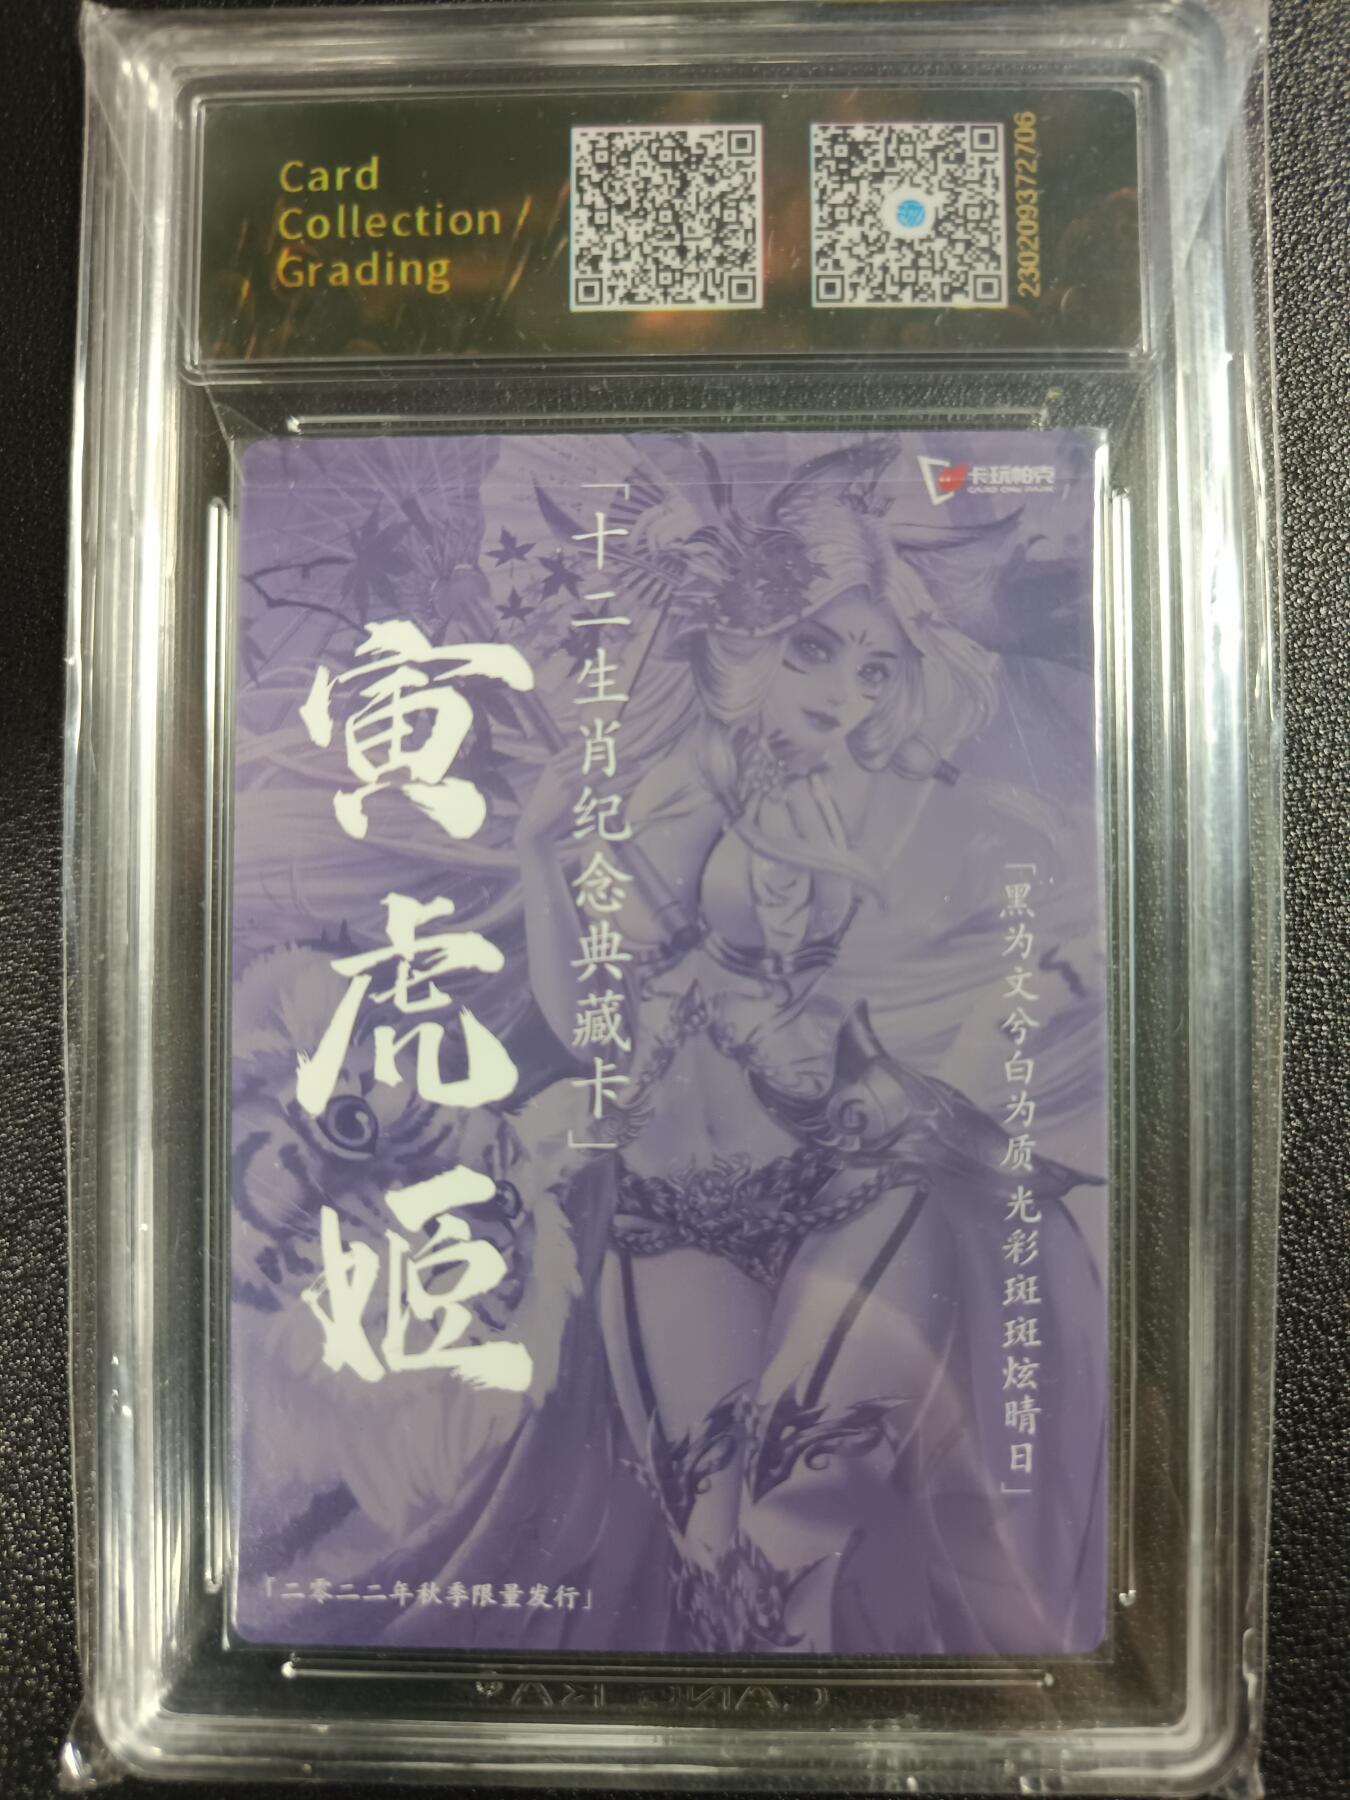 Card
Collection
Grading
230209372706
卡玩帕克
「十二生肖纪念典藏卡」
寅虎姬
「黑为文兮白为质 光彩斑斑炫晴日」
「二零二二年秋季限量发行」